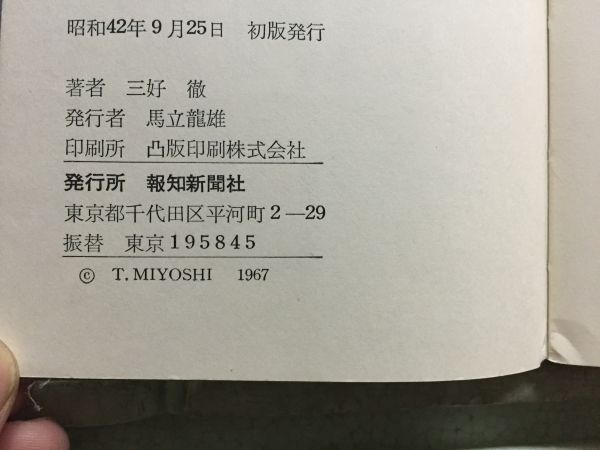 昭和42年9月25日　初版発行
著者　三好　徹
発行者　馬立龍雄
印刷所　凸版印刷株式会社
発行所　報知新聞社
東京都千代田区平河町2―29
振替　東京195845
© T. MIYOSHI 1967